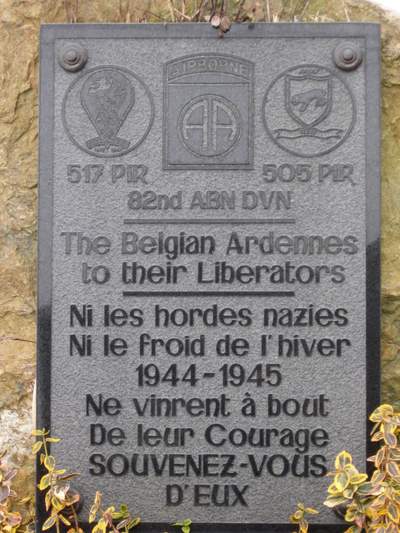 AIRBORNE
AA
517 PIR
505 PIR
82nd ABN DVN
The Belgian Ardennes
to their Liberators
Ni les hordes nazies
Ni le froid de l'hiver
1944-1945
Ne vinrent à bout
De leur Courage
SOUVENEZ-VOUS
D'EUX